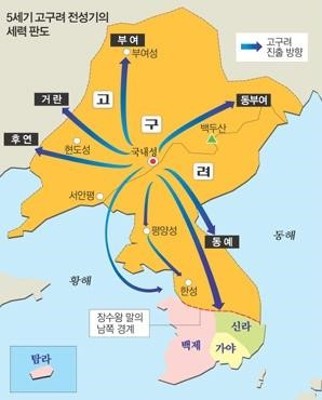 5세기 고구려 전성기의
세력 판도
고구려
진출 방향
부여
부여성
거란
고
동부여
구
백두산
후연
현도성
국내성
려
서안평
평양성
동예
동해
황해
한성
장수왕 말의
남쪽 경계
신라
백제
가야
탐라